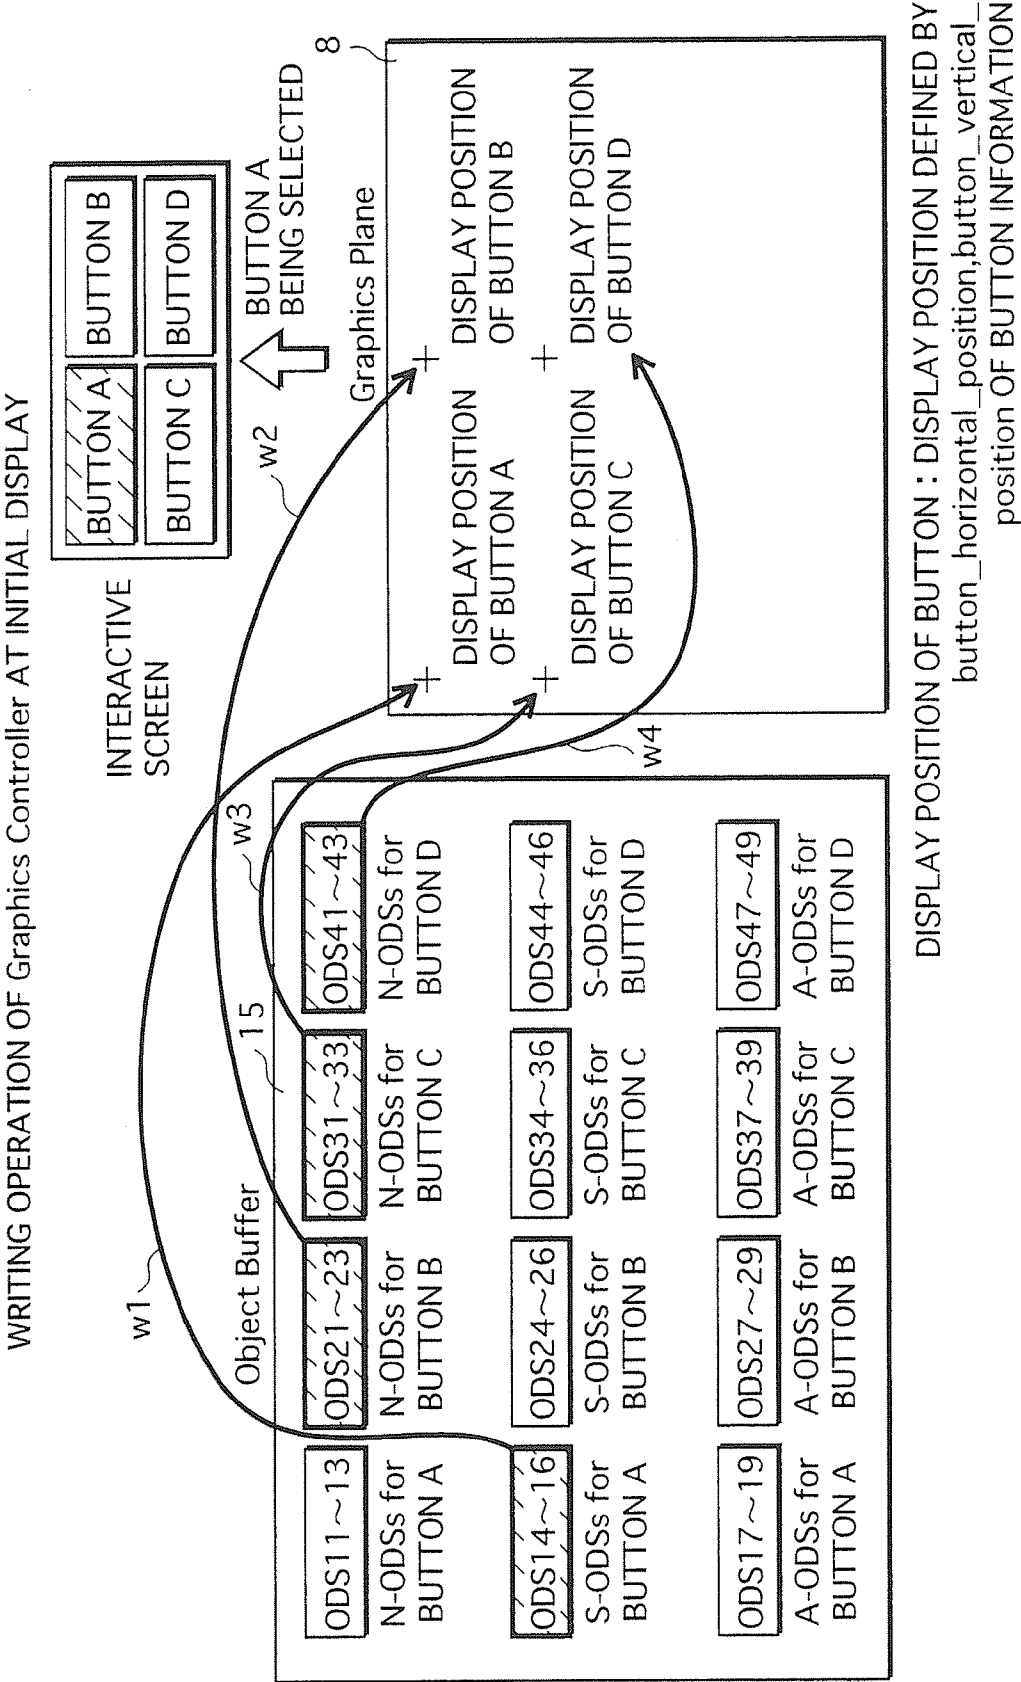 WRITING OPERATION OF Graphics Controller AT INITIAL DISPLAY
INTERACTIVE
SCREEN
BUTTON A
BUTTON B
BUTTON C
BUTTON D
BUTTON A
BEING SELECTED
w1
w2
w3
w4
Object Buffer
15
ODS11~13
N-ODSs for
BUTTON A
ODS21~23
N-ODSs for
BUTTON B
ODS31~33
N-ODSs for
BUTTON C
ODS41~43
N-ODSs for
BUTTON D
ODS14~16
S-ODSs for
BUTTON A
ODS24~26
S-ODSs for
BUTTON B
ODS34~36
S-ODSs for
BUTTON C
ODS44~46
S-ODSs for
BUTTON D
ODS17~19
A-ODSs for
BUTTON A
ODS27~29
A-ODSs for
BUTTON B
ODS37~39
A-ODSs for
BUTTON C
ODS47~49
A-ODSs for
BUTTON D
Graphics Plane
8
DISPLAY POSITION
OF BUTTON A
DISPLAY POSITION
OF BUTTON B
DISPLAY POSITION
OF BUTTON C
DISPLAY POSITION
OF BUTTON D
DISPLAY POSITION OF BUTTON : DISPLAY POSITION DEFINED BY
button_horizontal_position,button_vertical_
position OF BUTTON INFORMATION